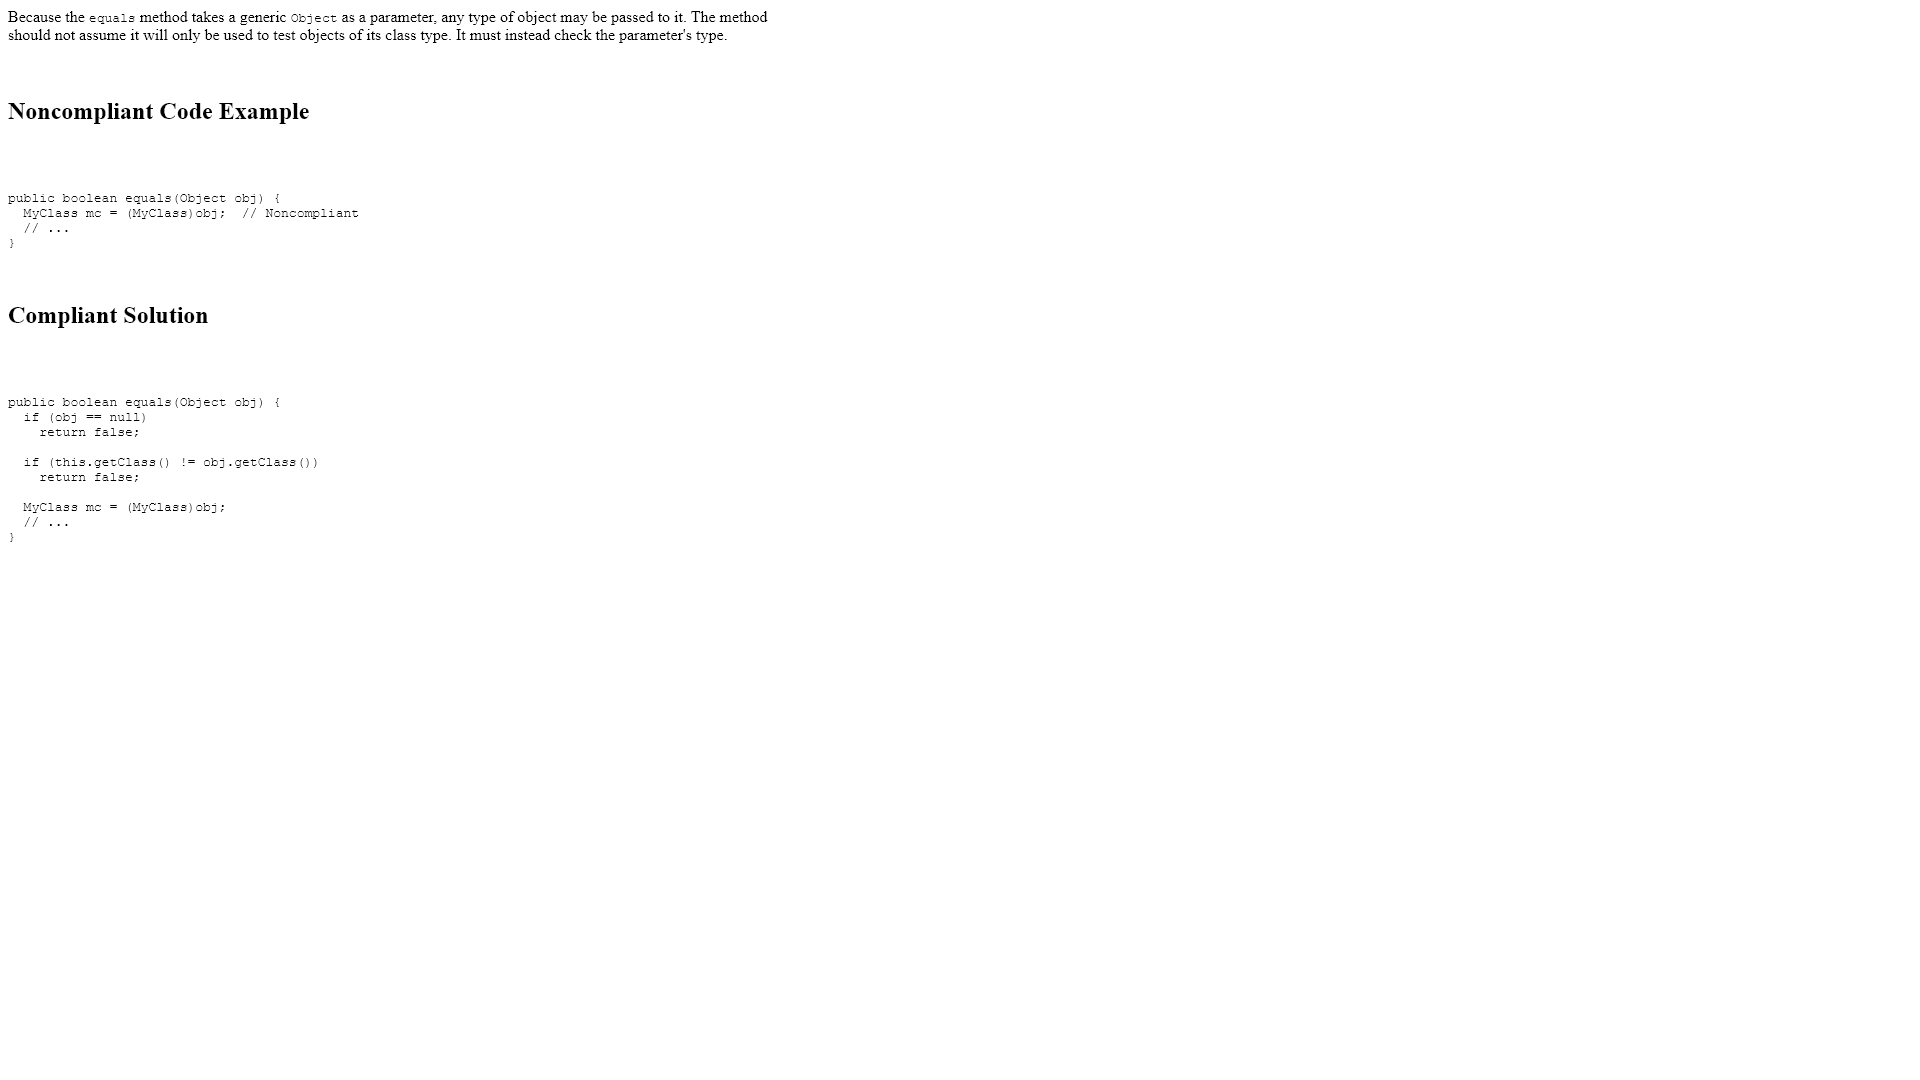 Because the equals method takes a generic Object as a parameter, any type of object may be passed to it. The method
should not assume it will only be used to test objects of its class type. It must instead check the parameter's type.
Noncompliant Code Example
public boolean equals(Object obj) {
  MyClass mc = (MyClass)obj;  // Noncompliant
  // ...
}
Compliant Solution
public boolean equals(Object obj) {
  if (obj == null)
    return false;
  if (this.getClass() != obj.getClass())
    return false;
  MyClass mc = (MyClass)obj;
  // ...
}